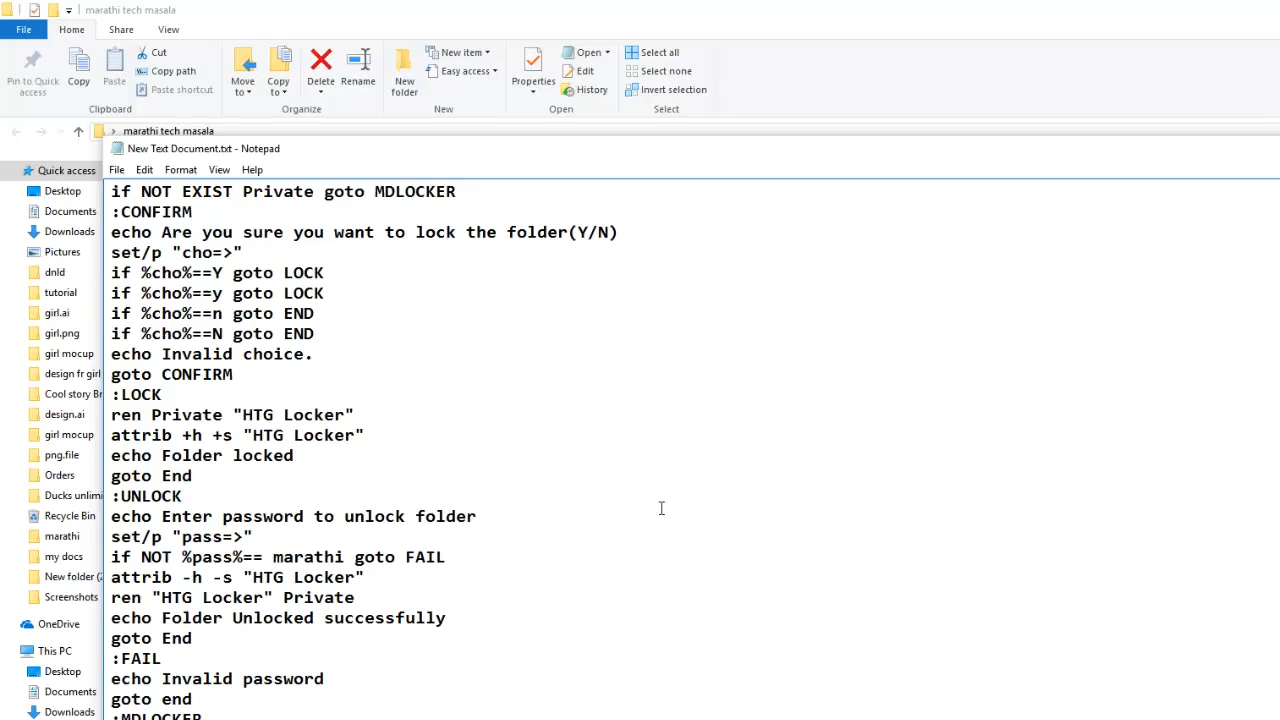 marathi tech masala
File Home Share View
Pin to Quick access
Copy
Paste
Cut
Copy path
Paste shortcut
Clipboard
Move to
Copy to
Delete
Rename
Organize
New folder
New item
Easy access
New
Properties
Open
Edit
History
Open
Select all
Select none
Invert selection
Select
marathi tech masala
Quick access
Desktop
Documents
Downloads
Pictures
dnld
tutorial
girl.ai
girl.png
girl mocup
design fr girl
Cool story Br
design.ai
girl mocup
png.file
Orders
Ducks unlimi
Recycle Bin
marathi
my docs
New folder (2
Screenshots
OneDrive
This PC
Desktop
Documents
Downloads
New Text Document.txt - Notepad
File Edit Format View Help
if NOT EXIST Private goto MDLOCKER
:CONFIRM
echo Are you sure you want to lock the folder(Y/N)
set/p "cho=>"
if %cho%==Y goto LOCK
if %cho%==y goto LOCK
if %cho%==n goto END
if %cho%==N goto END
echo Invalid choice.
goto CONFIRM
:LOCK
ren Private "HTG Locker"
attrib +h +s "HTG Locker"
echo Folder locked
goto End
:UNLOCK
echo Enter password to unlock folder
set/p "pass=>"
if NOT %pass%== marathi goto FAIL
attrib -h -s "HTG Locker"
ren "HTG Locker" Private
echo Folder Unlocked successfully
goto End
:FAIL
echo Invalid password
goto end
:MDLOCKER